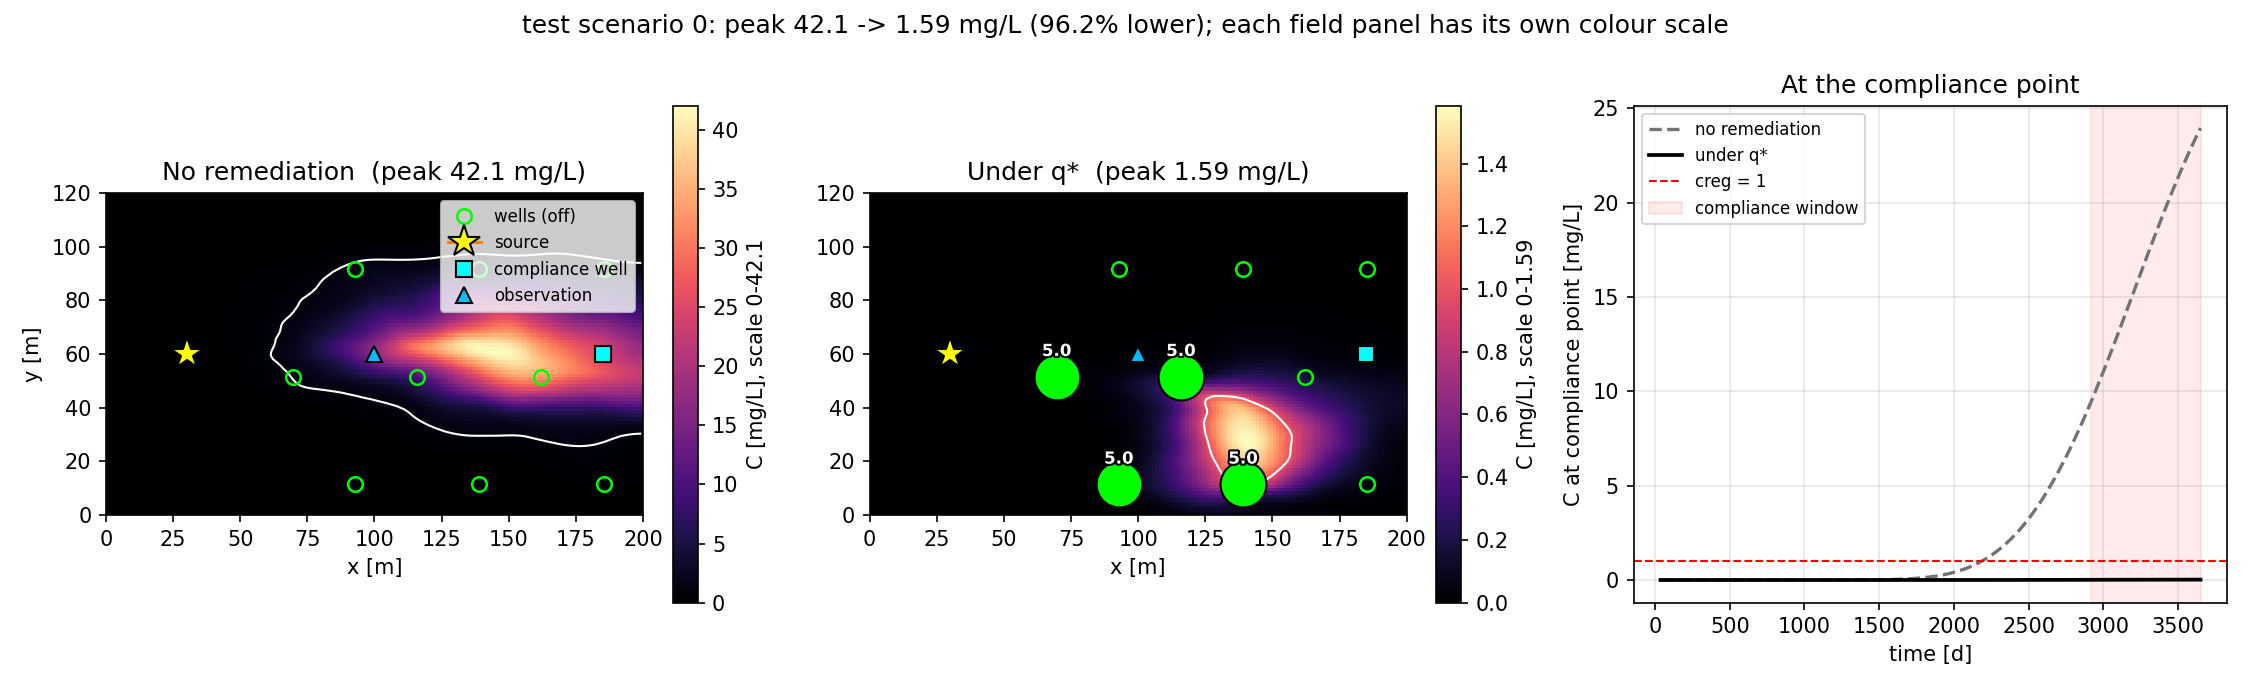 test scenario 0: peak 42.1 -> 1.59 mg/L (96.2% lower); each field panel has its own colour scale
No remediation  (peak 42.1 mg/L)
wells (off)
source
compliance well
observation
y [m]
120
100
80
60
40
20
0
0 25 50 75 100 125 150 175 200
x [m]
40
35
30
25
20
15
10
5
0
C [mg/L], scale 0-42.1
Under q*  (peak 1.59 mg/L)
120
100
80
60
40
20
0
5.0 5.0
5.0 5.0
0 25 50 75 100 125 150 175 200
x [m]
1.4
1.2
1.0
0.8
0.6
0.4
0.2
0.0
C [mg/L], scale 0-1.59
At the compliance point
no remediation
under q*
creg = 1
compliance window
C at compliance point [mg/L]
25
20
15
10
5
0
0 500 1000 1500 2000 2500 3000 3500
time [d]